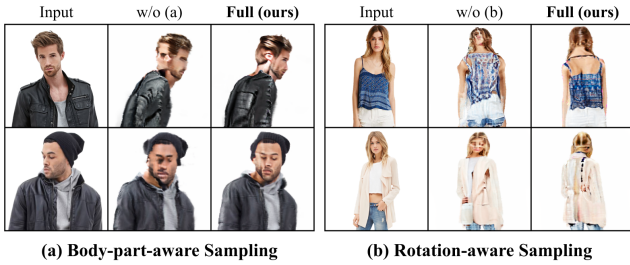 Input w/o (a) Full (ours) Input w/o (b) Full (ours)
(a) Body-part-aware Sampling (b) Rotation-aware Sampling